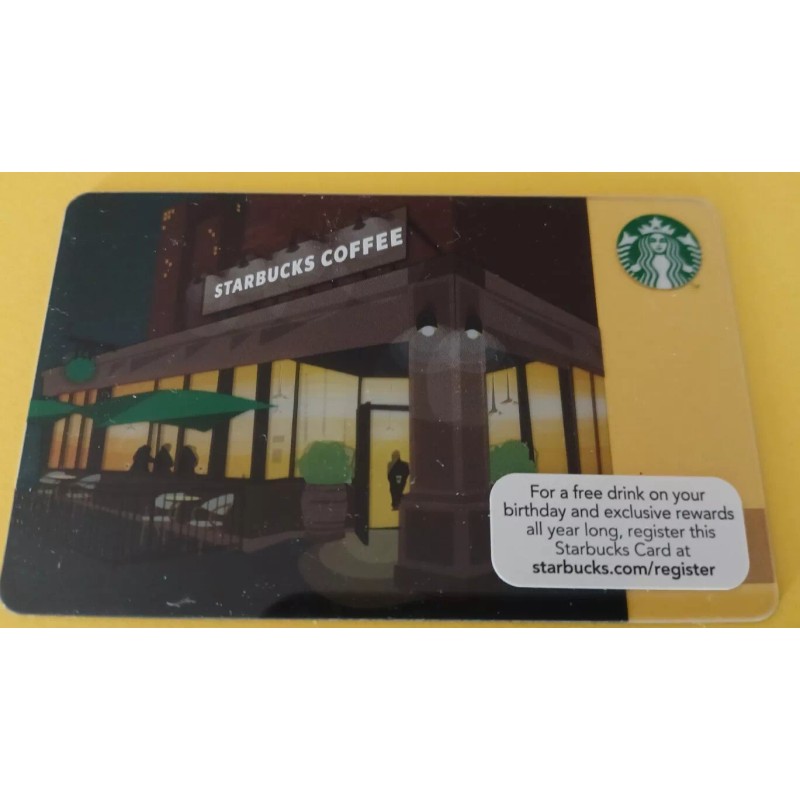 STARBUCKS COFFEE
For a free drink on your
birthday and exclusive rewards
all year long, register this
Starbucks Card at
starbucks.com/register